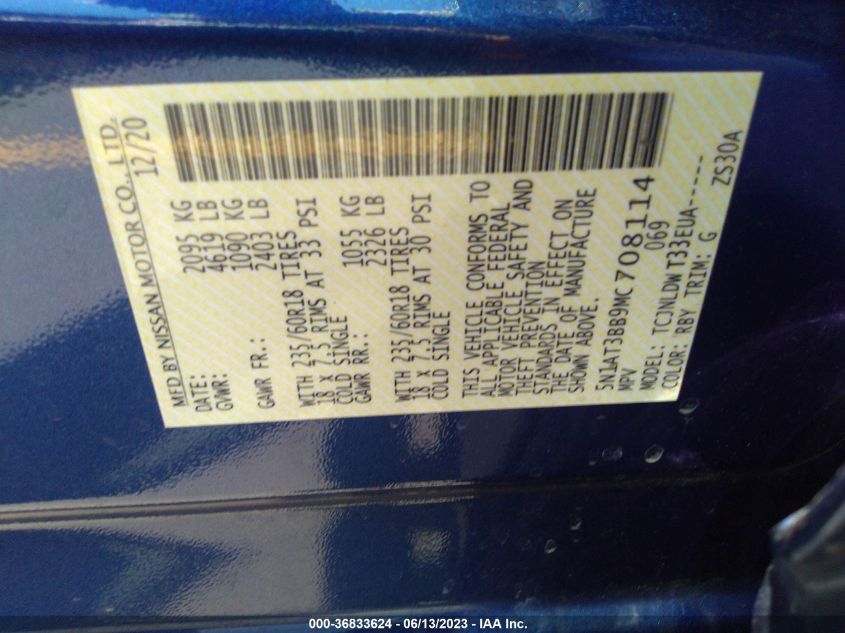 MFD BY NISSAN MOTOR CO., LTD.
DATE: 12/20
GVWR: 2095 KG
4619 LB
GAWR FR.: 1090 KG
2403 LB
WITH 235/60R18 TIRES
18 X 7.5 RIMS AT 33 PSI
COLD SINGLE
GAWR RR.: 1055 KG
2326 LB
WITH 235/60R18 TIRES
18 X 7.5 RIMS AT 30 PSI
COLD SINGLE
THIS VEHICLE CONFORMS TO
ALL APPLICABLE FEDERAL
MOTOR VEHICLE SAFETY AND
THEFT PREVENTION
STANDARDS IN EFFECT ON
THE DATE OF MANUFACTURE
SHOWN ABOVE.
5N1AT3BB9MC708114
MPV 069
MODEL: TCJNLDWT33EUA------
COLOR: RBY TRIM: G ZS30A
000-36833624 - 06/13/2023 - IAA Inc.